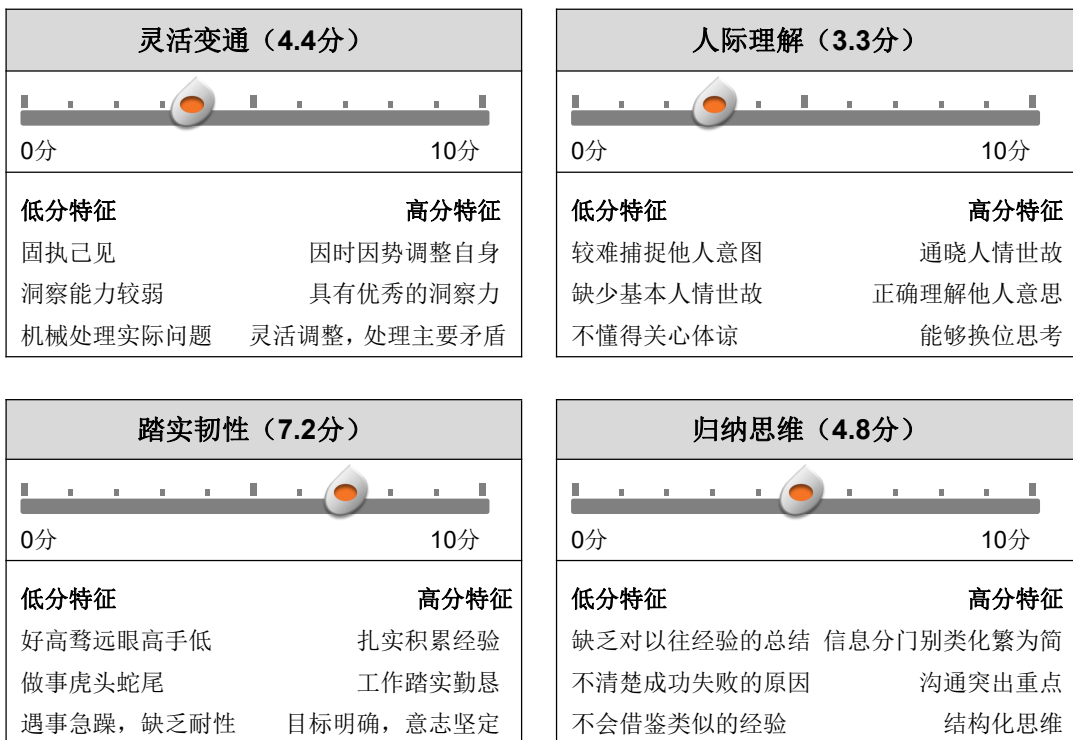 灵活变通（4.4分）
0分 10分
低分特征 高分特征
固执己见 因时因势调整自身
洞察能力较弱 具有优秀的洞察力
机械处理实际问题 灵活调整，处理主要矛盾
人际理解（3.3分）
0分 10分
低分特征 高分特征
较难捕捉他人意图 通晓人情世故
缺少基本人情世故 正确理解他人意思
不懂得关心体谅 能够换位思考
踏实韧性（7.2分）
0分 10分
低分特征 高分特征
好高骛远眼高手低 扎实积累经验
做事虎头蛇尾 工作踏实勤恳
遇事急躁，缺乏耐性 目标明确，意志坚定
归纳思维（4.8分）
0分 10分
低分特征 高分特征
缺乏对以往经验的总结 信息分门别类化繁为简
不清楚成功失败的原因 沟通突出重点
不会借鉴类似的经验 结构化思维